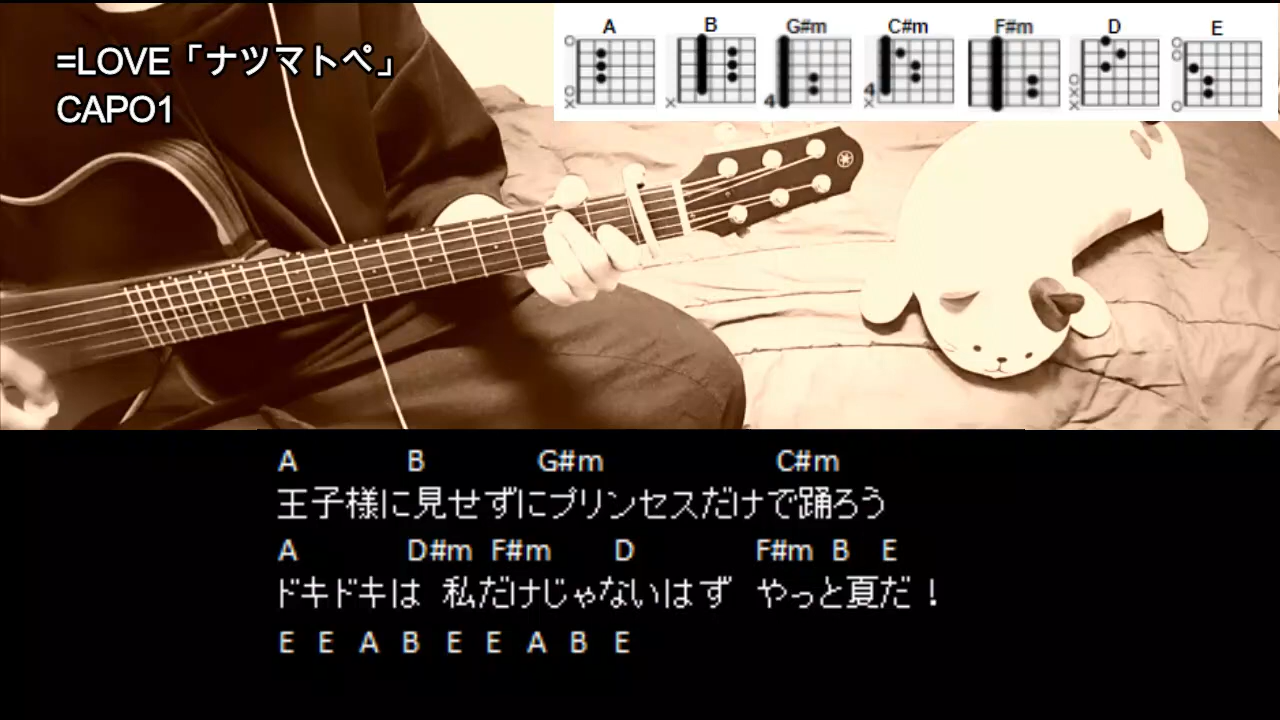 =LOVE「ナツマトペ」
CAPO1
A B G#m C#m F#m D E
4 4
A B G#m C#m
王子様に見せずにプリンセスだけで踊ろう
A D#m F#m D F#m B E
ドキドキは 私だけじゃないはず やっと夏だ！
E E A B E E A B E